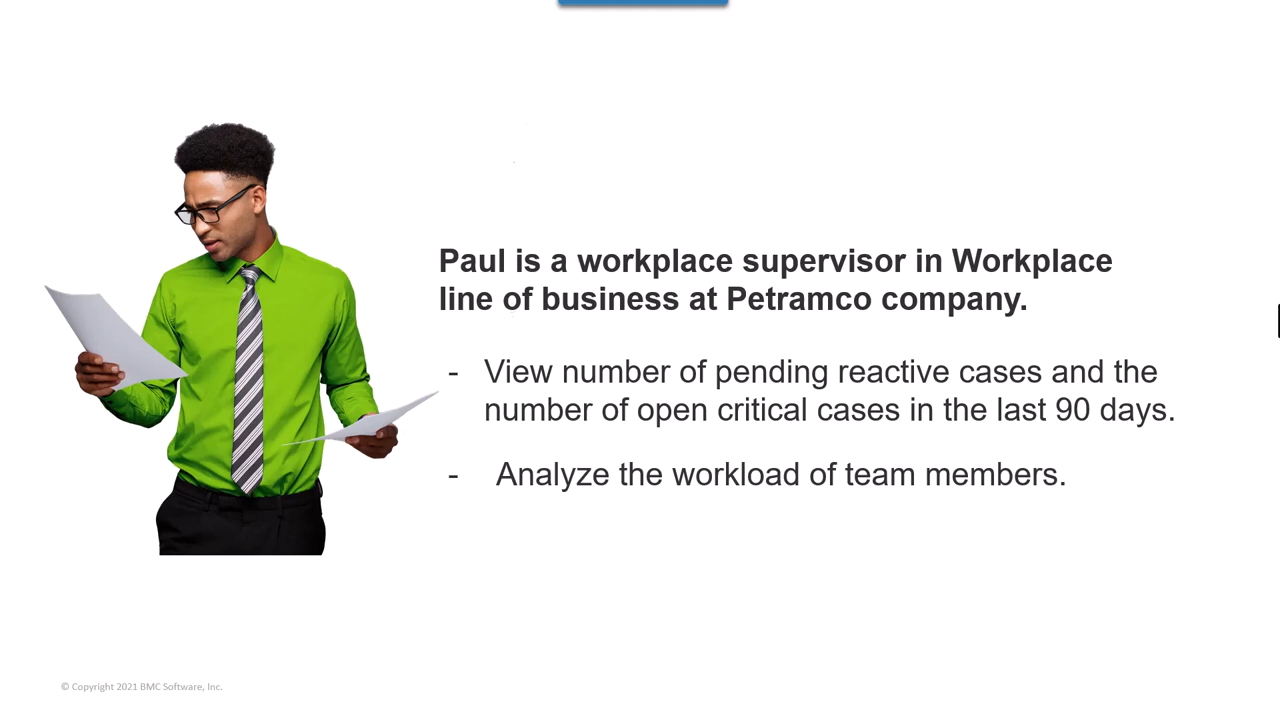 Paul is a workplace supervisor in Workplace
line of business at Petramco company.
- View number of pending reactive cases and the
number of open critical cases in the last 90 days.
- Analyze the workload of team members.
© Copyright 2021 BMC Software, Inc.